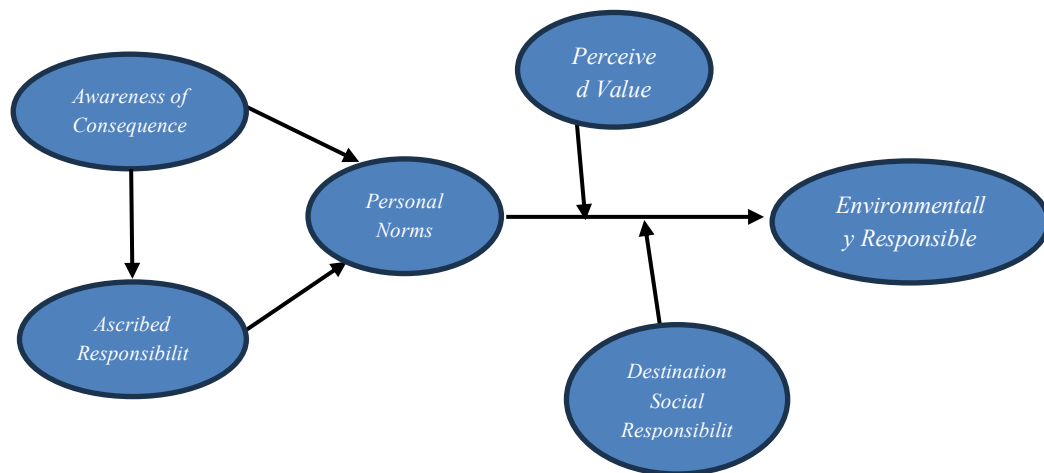 Awareness of
Consequence
Perceive
d Value
Personal
Norms
Environmentall
y Responsible
Ascribed
Responsibilit
Destination
Social
Responsibilit